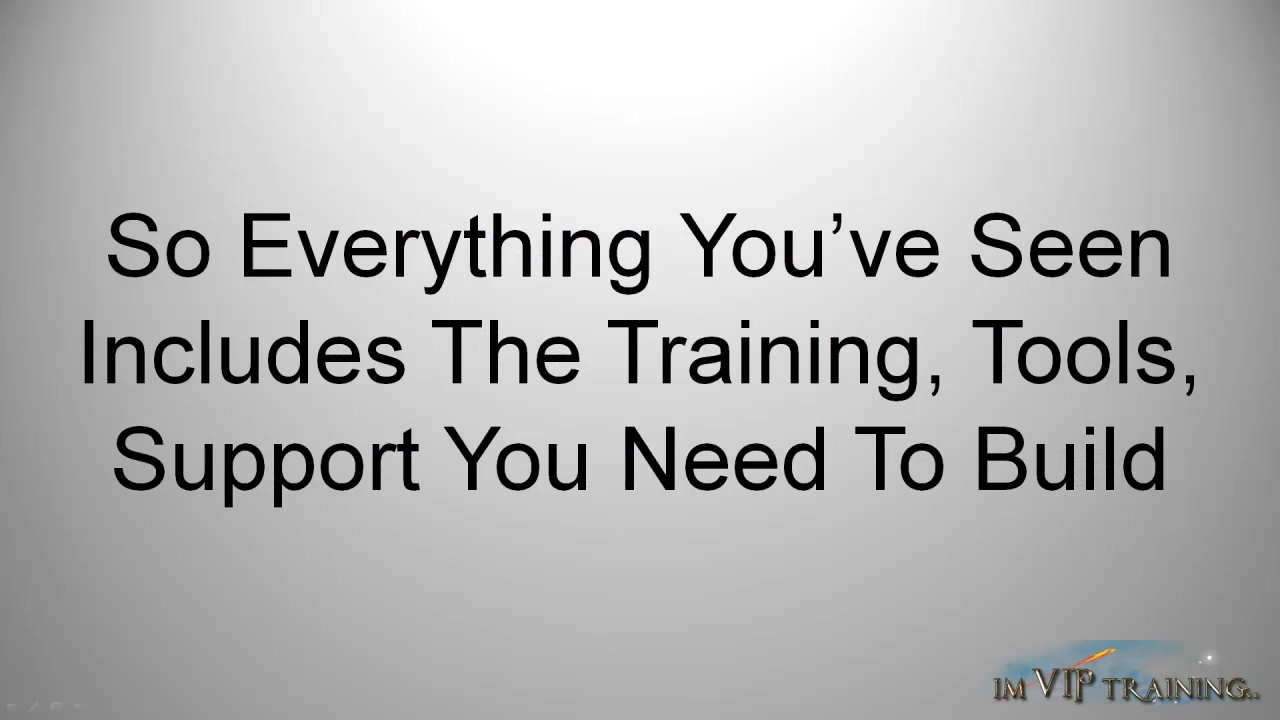 So Everything You’ve Seen
Includes The Training, Tools,
Support You Need To Build
IM VIP TRAINING..